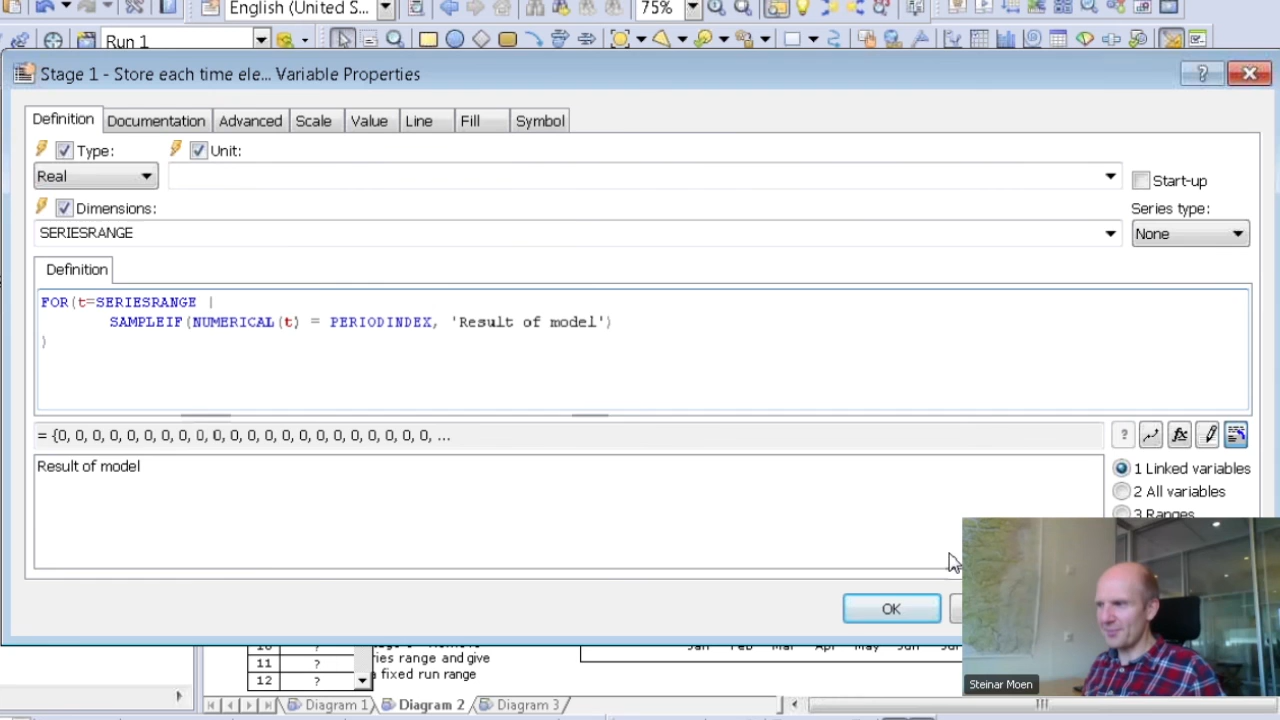 English (United S...
75%
Run 1
Stage 1 - Store each time ele... Variable Properties
Definition
Documentation
Advanced
Scale
Value
Line
Fill
Symbol
Type:
Unit:
Real
Start-up
Dimensions:
Series type:
SERIESRANGE
None
Definition
FOR(t=SERIESRANGE |
SAMPLEIF(NUMERICAL(t) = PERIODINDEX, 'Result of model')
)
= {0, 0, 0, 0, 0, 0, 0, 0, 0, 0, 0, 0, 0, 0, 0, 0, 0, 0, 0, 0, 0, 0, ...
Result of model
1 Linked variables
2 All variables
3 Ranges
OK
Steinar Moen
11 ?
12 ?
ries range and give
a fixed run range
Jan Feb Mar Apr May Jun
Diagram 1
Diagram 2
Diagram 3